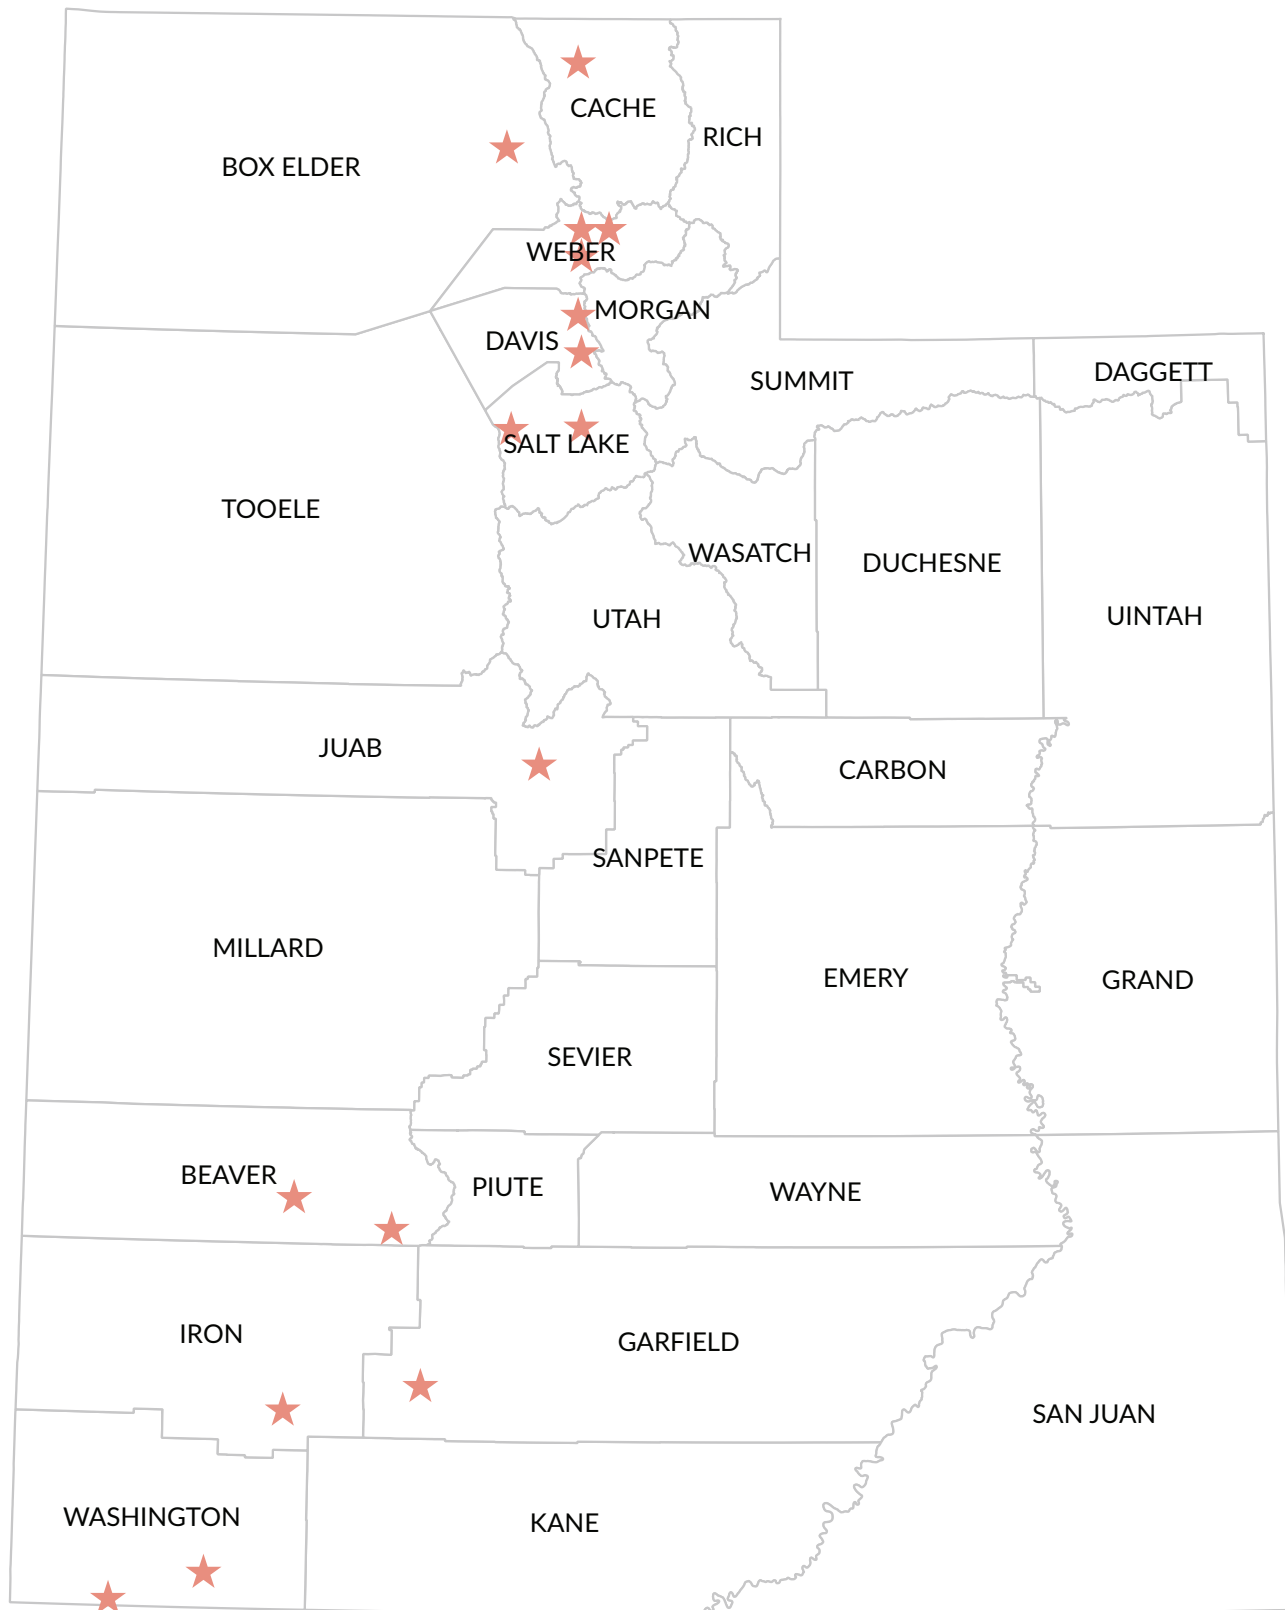 CACHE
RICH
BOX ELDER
WEBER
MORGAN
DAVIS
DAGGETT
SUMMIT
SALT LAKE
TOOELE
WASATCH
DUCHESNE
UINTAH
UTAH
JUAB
CARBON
SANPETE
MILLARD
EMERY
GRAND
SEVIER
BEAVER
PIUTE
WAYNE
IRON
GARFIELD
SAN JUAN
WASHINGTON
KANE